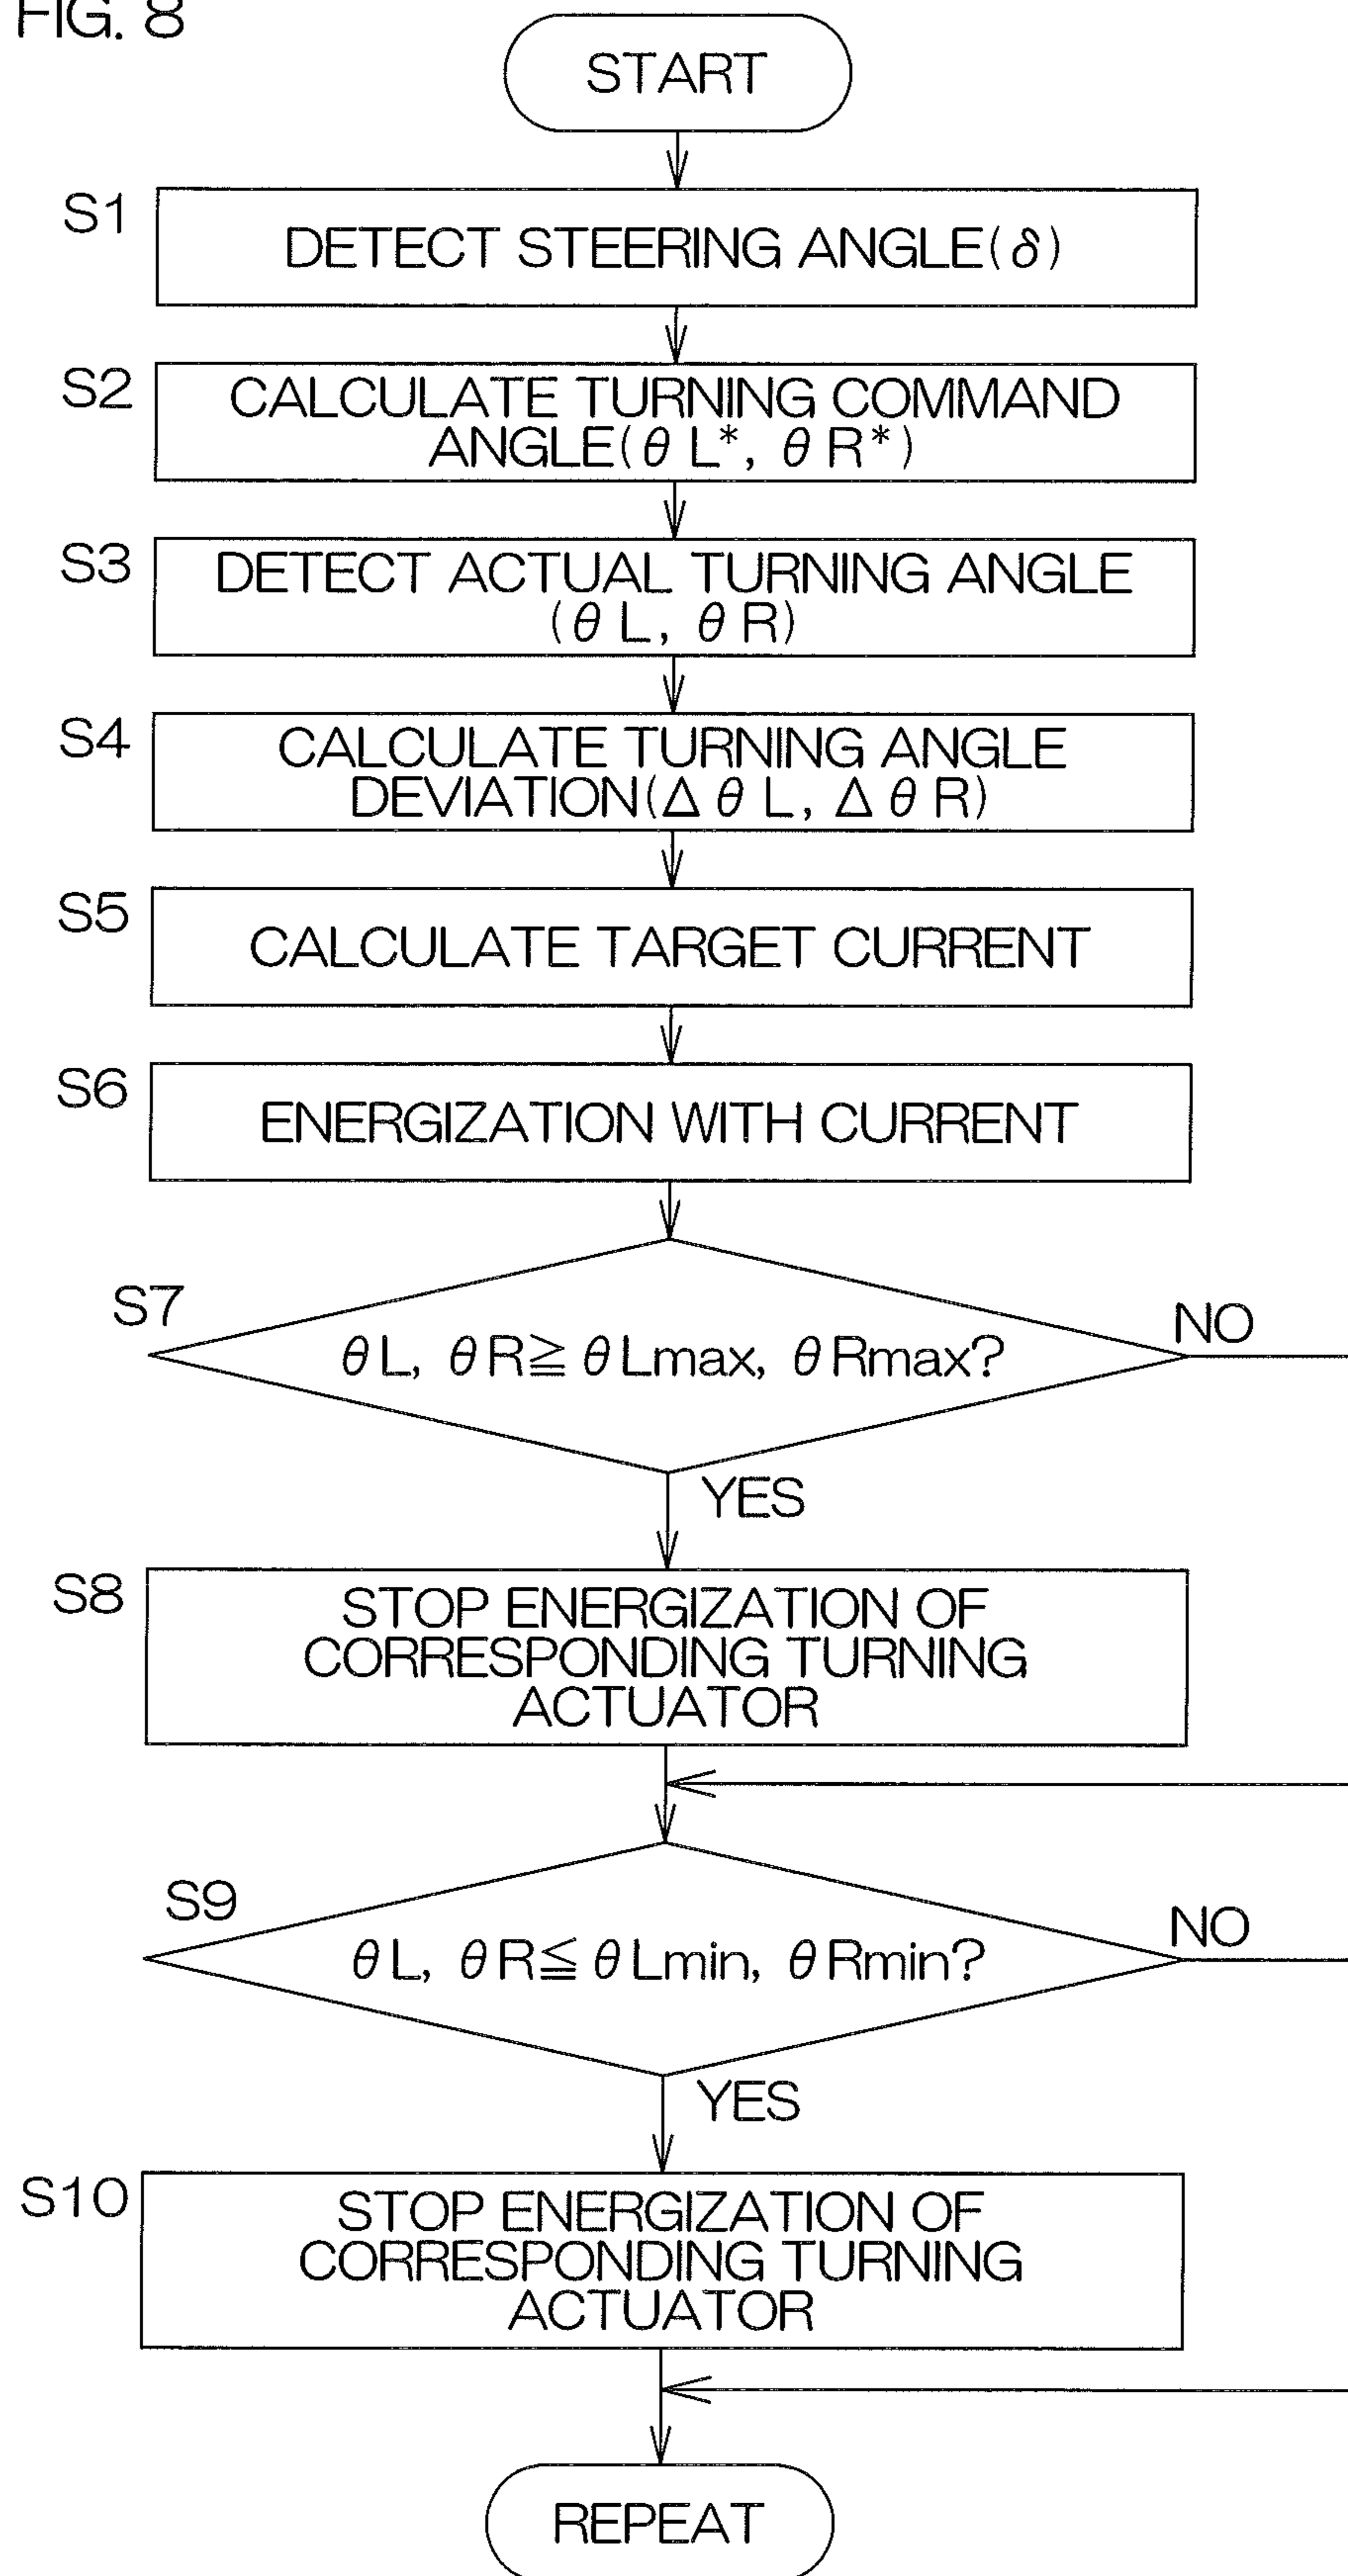 FIG. 8
START
S1
DETECT STEERING ANGLE(δ)
S2
CALCULATE TURNING COMMAND
ANGLE(θL*, θR*)
S3
DETECT ACTUAL TURNING ANGLE
(θL, θR)
S4
CALCULATE TURNING ANGLE
DEVIATION(ΔθL, ΔθR)
S5
CALCULATE TARGET CURRENT
S6
ENERGIZATION WITH CURRENT
S7
θL, θR≧θLmax, θRmax?
NO
YES
S8
STOP ENERGIZATION OF
CORRESPONDING TURNING
ACTUATOR
S9
θL, θR≦θLmin, θRmin?
NO
YES
S10
STOP ENERGIZATION OF
CORRESPONDING TURNING
ACTUATOR
REPEAT